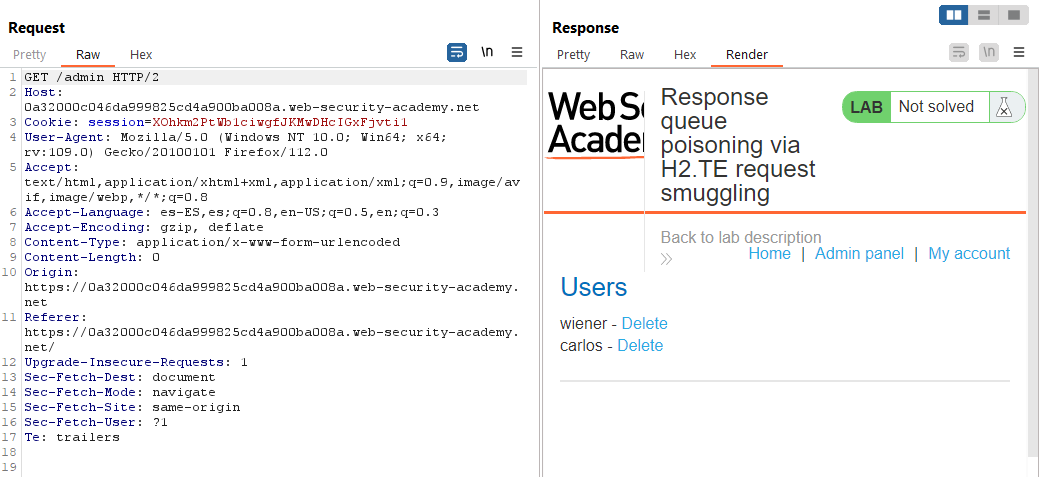 Request
Response
Pretty Raw Hex
\n
Pretty Raw Hex Render
\n
1 GET /admin HTTP/2
2 Host:
0a32000c046da999825cd4a900ba008a.web-security-academy.net
3 Cookie: session=XOhkm2PtWb1ciwgfJKMwDHcIGxFjvti1
4 User-Agent: Mozilla/5.0 (Windows NT 10.0; Win64; x64;
rv:109.0) Gecko/20100101 Firefox/112.0
5 Accept:
text/html,application/xhtml+xml,application/xml;q=0.9,image/av
if,image/webp,*/*;q=0.8
6 Accept-Language: es-ES,es;q=0.8,en-US;q=0.5,en;q=0.3
7 Accept-Encoding: gzip, deflate
8 Content-Type: application/x-www-form-urlencoded
9 Content-Length: 0
10 Origin:
https://0a32000c046da999825cd4a900ba008a.web-security-academy.
net
11 Referer:
https://0a32000c046da999825cd4a900ba008a.web-security-academy.
net/
12 Upgrade-Insecure-Requests: 1
13 Sec-Fetch-Dest: document
14 Sec-Fetch-Mode: navigate
15 Sec-Fetch-Site: same-origin
16 Sec-Fetch-User: ?1
17 Te: trailers
18
19
Web Se
Acade
Response
queue
poisoning via
H2.TE request
smuggling
LAB Not solved
Back to lab description
Home | Admin panel | My account
Users
wiener - Delete
carlos - Delete